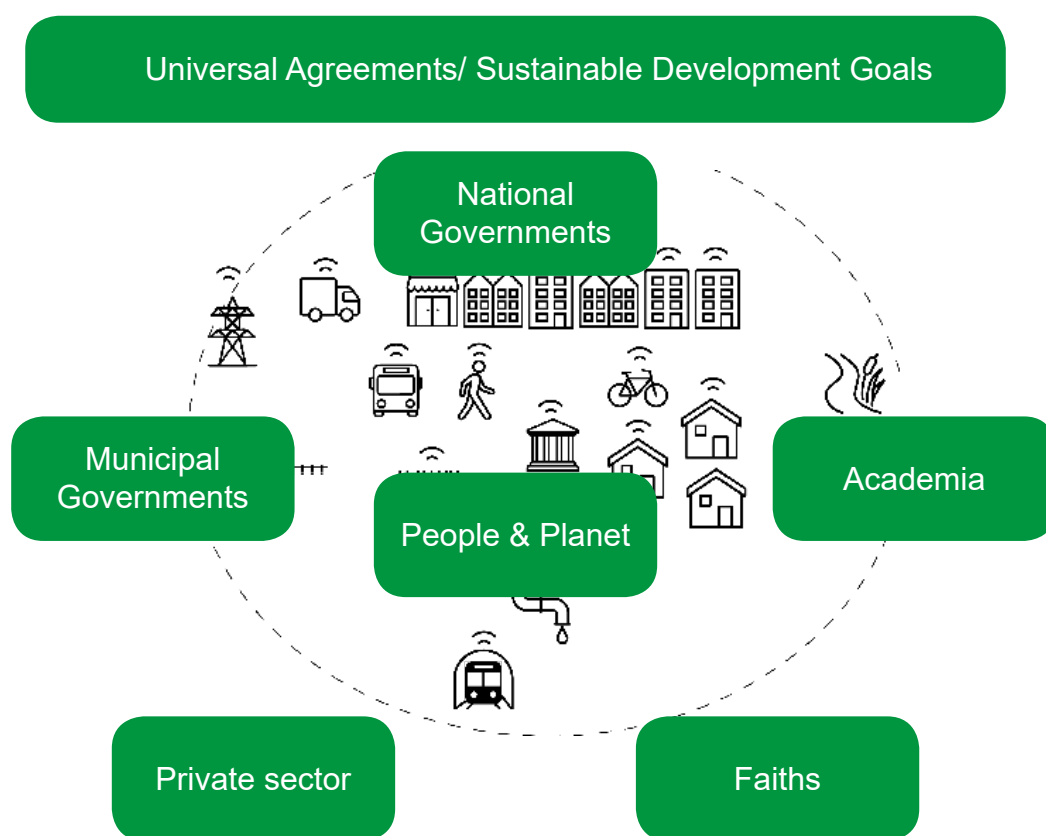 Universal Agreements/ Sustainable Development Goals
National
Governments
Municipal
Governments
Academia
People & Planet
Private sector
Faiths